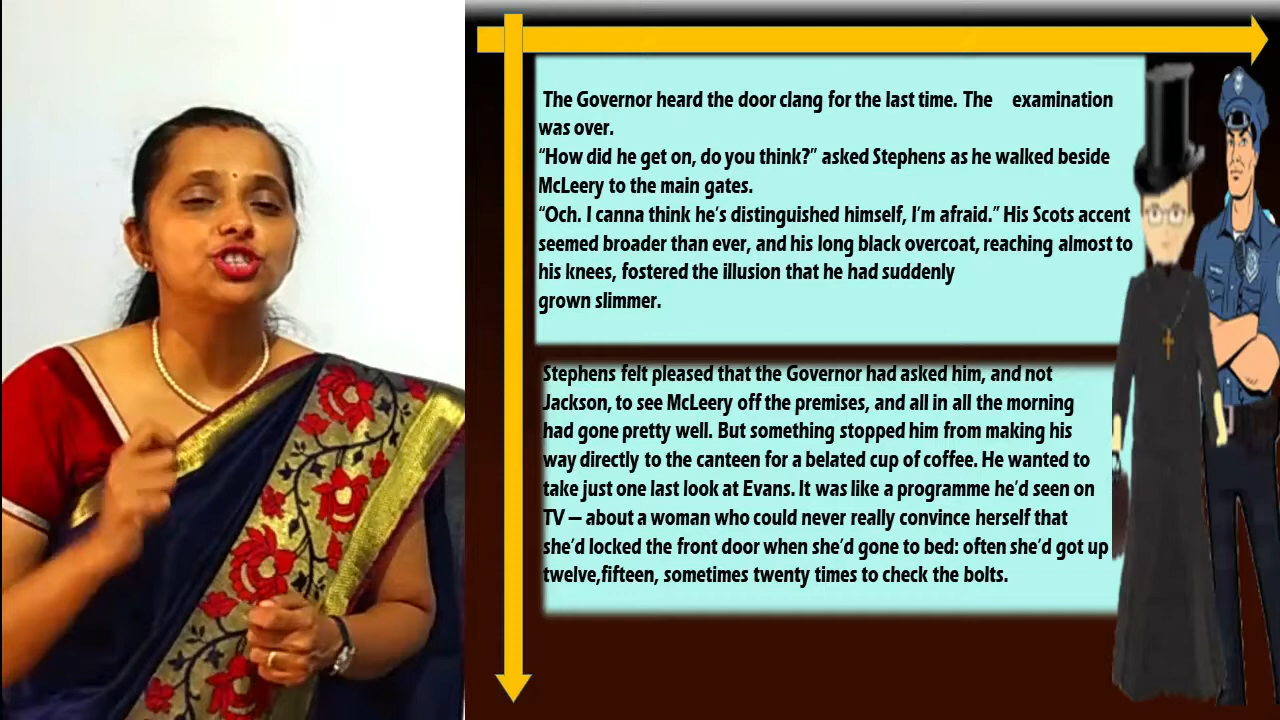 The Governor heard the door clang for the last time. The examination
was over.
“How did he get on, do you think?” asked Stephens as he walked beside
McLeery to the main gates.
“Och. I canna think he’s distinguished himself, I’m afraid.” His Scots accent
seemed broader than ever, and his long black overcoat, reaching almost to
his knees, fostered the illusion that he had suddenly
grown slimmer.
Stephens felt pleased that the Governor had asked him, and not
Jackson, to see McLeery off the premises, and all in all the morning
had gone pretty well. But something stopped him from making his
way directly to the canteen for a belated cup of coffee. He wanted to
take just one last look at Evans. It was like a programme he’d seen on
TV – about a woman who could never really convince herself that
she’d locked the front door when she’d gone to bed: often she’d got up
twelve,fifteen, sometimes twenty times to check the bolts.